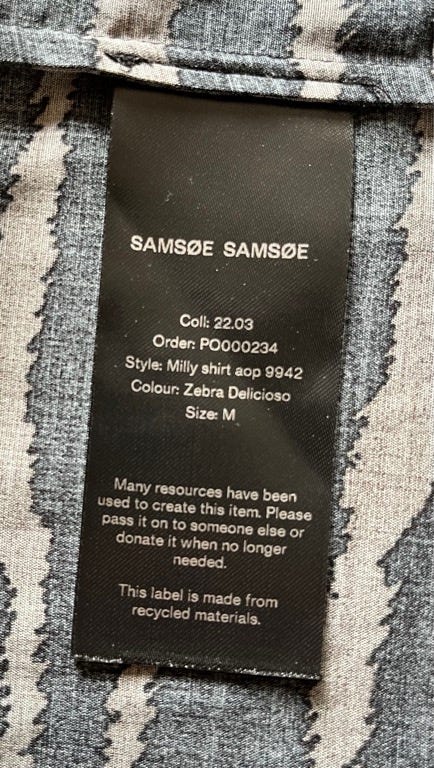 SAMSØE SAMSØE
Coll: 22.03
Order: PO000234
Style: Milly shirt aop 9942
Colour: Zebra Delicioso
Size: M
Many resources have been
used to create this item. Please
pass it on to someone else or
donate it when no longer
needed.
This label is made from
recycled materials.